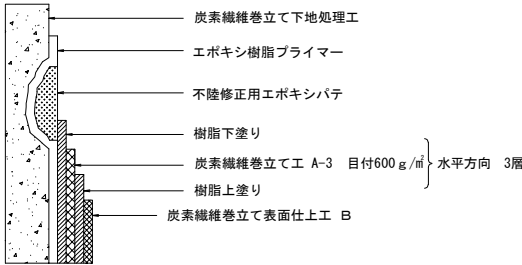 炭素繊維巻立て下地処理工
エポキシ樹脂プライマー
不陸修正用エポキシパテ
樹脂下塗り
炭素繊維巻立て工 A-3 目付600ｇ/㎡ 水平方向 3層
樹脂上塗り
炭素繊維巻立て表面仕上工 B